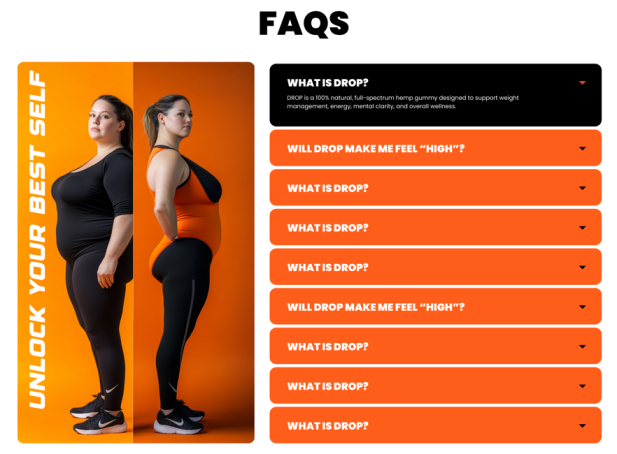 FAQS
UNLOCK YOUR BEST SELF
WHAT IS DROP?
DROP is a 100% natural, full-spectrum hemp gummy designed to support weight
management, energy, mental clarity, and overall wellness.
WILL DROP MAKE ME FEEL “HIGH”?
WHAT IS DROP?
WHAT IS DROP?
WHAT IS DROP?
WILL DROP MAKE ME FEEL “HIGH”?
WHAT IS DROP?
WHAT IS DROP?
WHAT IS DROP?